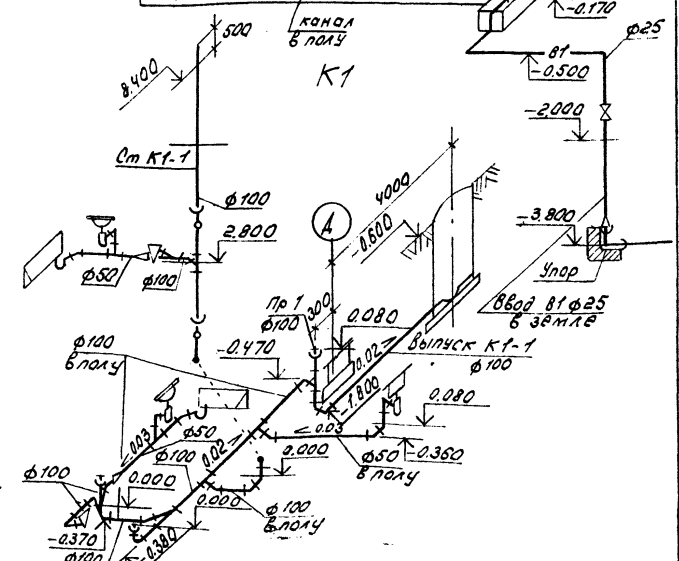 -0.170
канал
в полу
500
В1
ф25
-0.500
8.400
К1
-2.000
Ст К1-1
4000
ф100
Д
-0.600
2.800
-3.800
ф50
ф100
Упор
Пр 1
ф100
300
0.080
Ввод В1 ф25
в земле
ф100
в полу
-0.470
0.02
Выпуск К1-1
ф100
-1.800
0.080
0.03
0.03
ф50
0.02
ф50
в полу
-0.360
ф100
0.000
ф100
0.000
0.000
ф100
в полу
-0.370
-0.380
ф100
К1